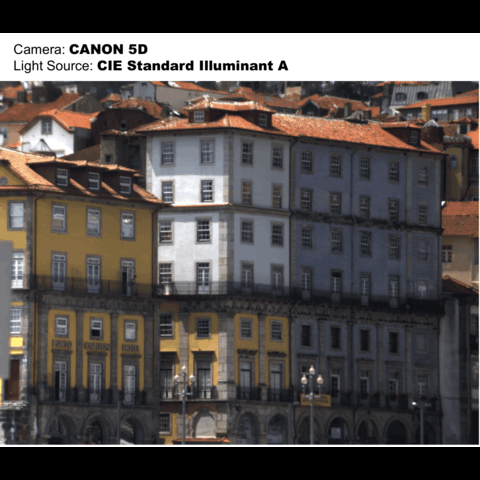 Camera: CANON 5D
Light Source: CIE Standard Illuminant A